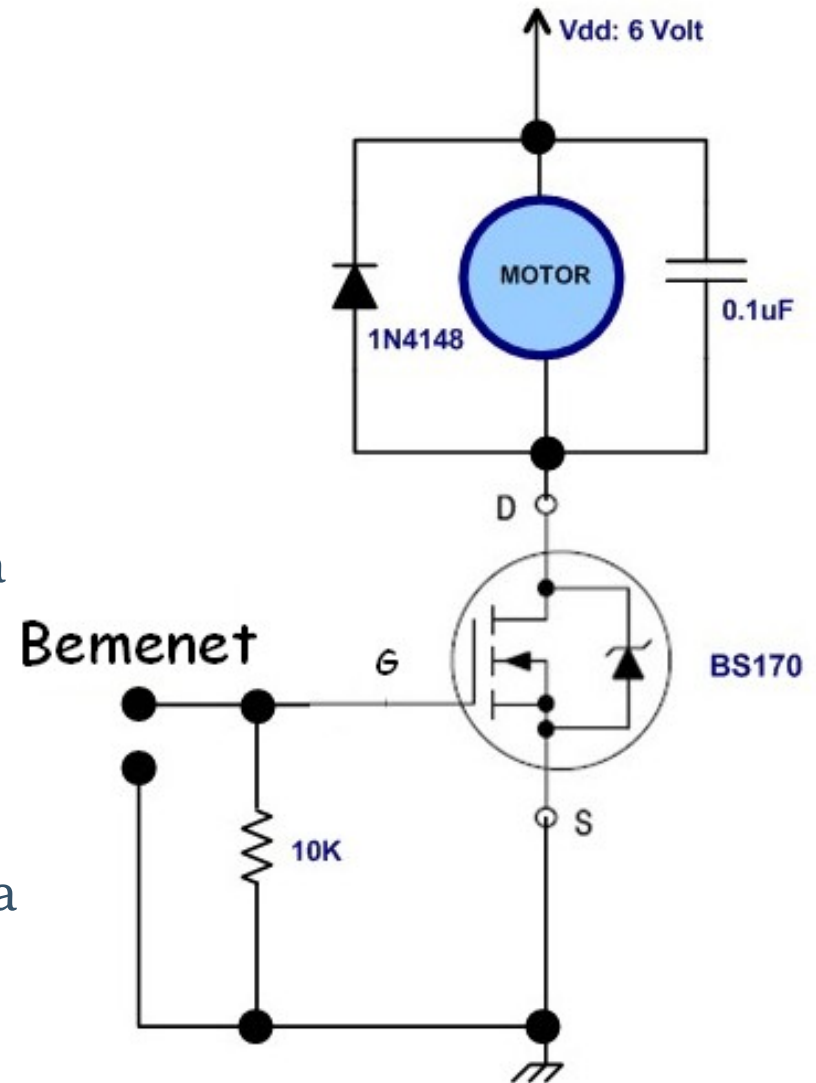 Vdd: 6 Volt
MOTOR
0.1uF
1N4148
D
a
Bemenet
G
BS170
S
10K
a